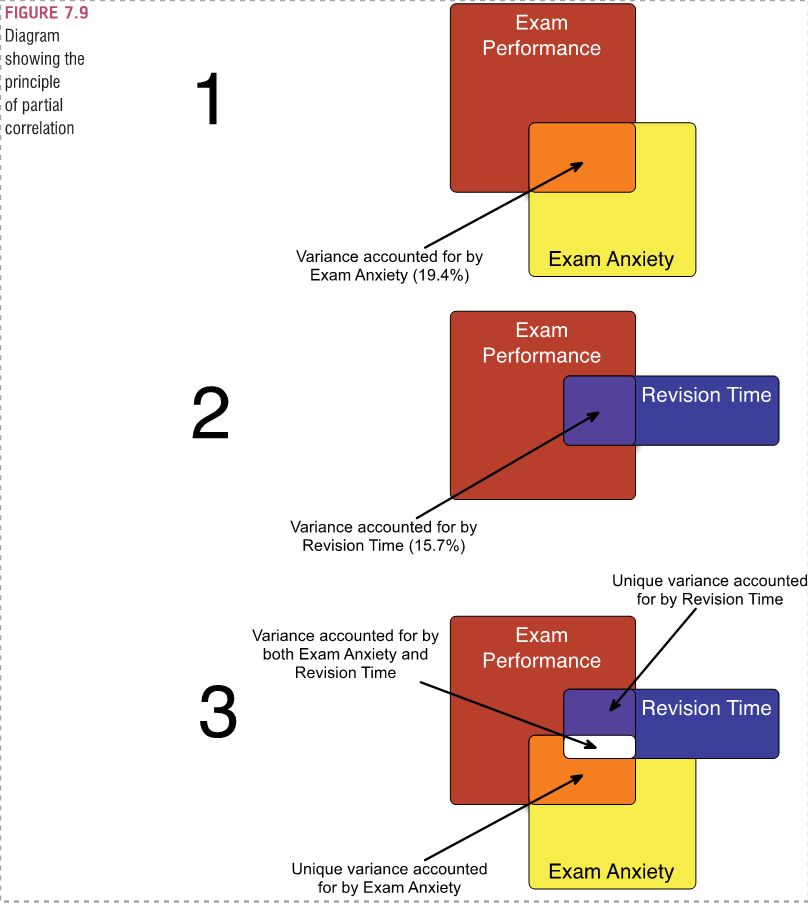 FIGURE 7.9
Diagram
showing the
principle
of partial
correlation
1
Exam
Performance
Exam Anxiety
Variance accounted for by
Exam Anxiety (19.4%)
2
Exam
Performance
Revision Time
Variance accounted for by
Revision Time (15.7%)
3
Unique variance accounted
for by Revision Time
Variance accounted for by
both Exam Anxiety and
Revision Time
Exam
Performance
Revision Time
Exam Anxiety
Unique variance accounted
for by Exam Anxiety